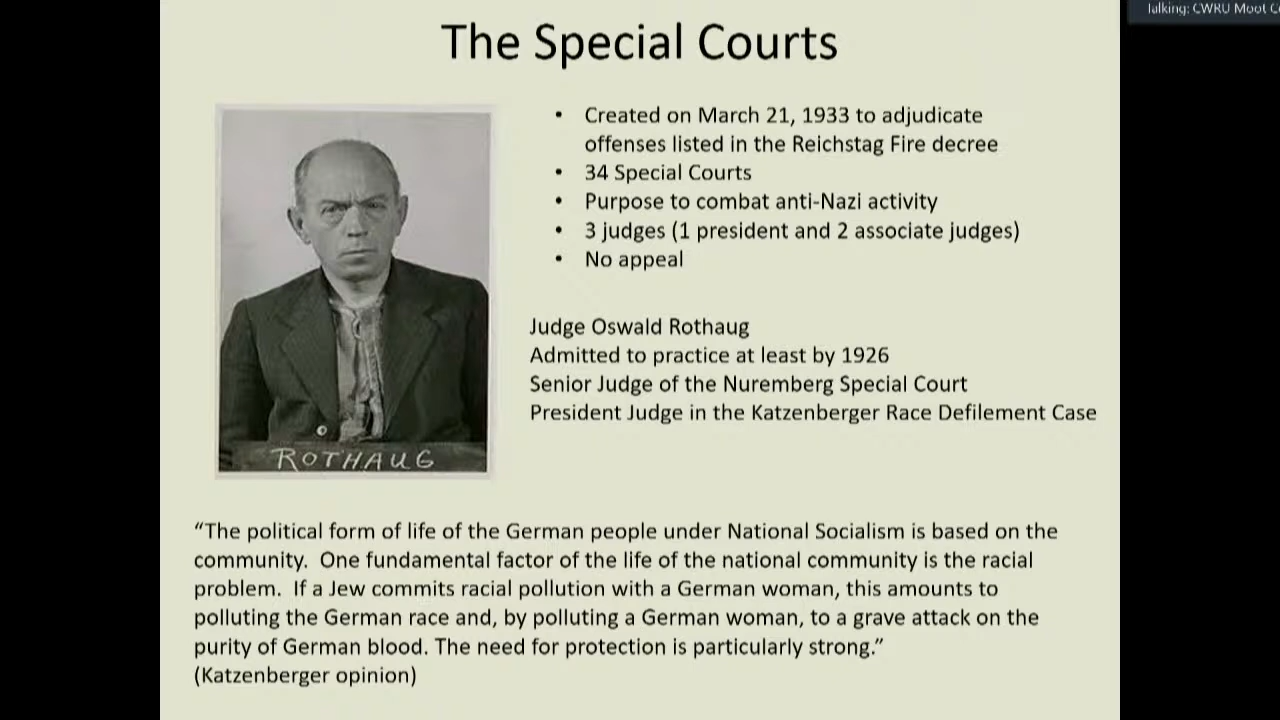 Talking: CWRU Moot C
The Special Courts
• Created on March 21, 1933 to adjudicate
offenses listed in the Reichstag Fire decree
• 34 Special Courts
• Purpose to combat anti-Nazi activity
• 3 judges (1 president and 2 associate judges)
• No appeal
ROTHAUG
Judge Oswald Rothaug
Admitted to practice at least by 1926
Senior Judge of the Nuremberg Special Court
President Judge in the Katzenberger Race Defilement Case
“The political form of life of the German people under National Socialism is based on the
community.  One fundamental factor of the life of the national community is the racial
problem.  If a Jew commits racial pollution with a German woman, this amounts to
polluting the German race and, by polluting a German woman, to a grave attack on the
purity of German blood. The need for protection is particularly strong.”
(Katzenberger opinion)